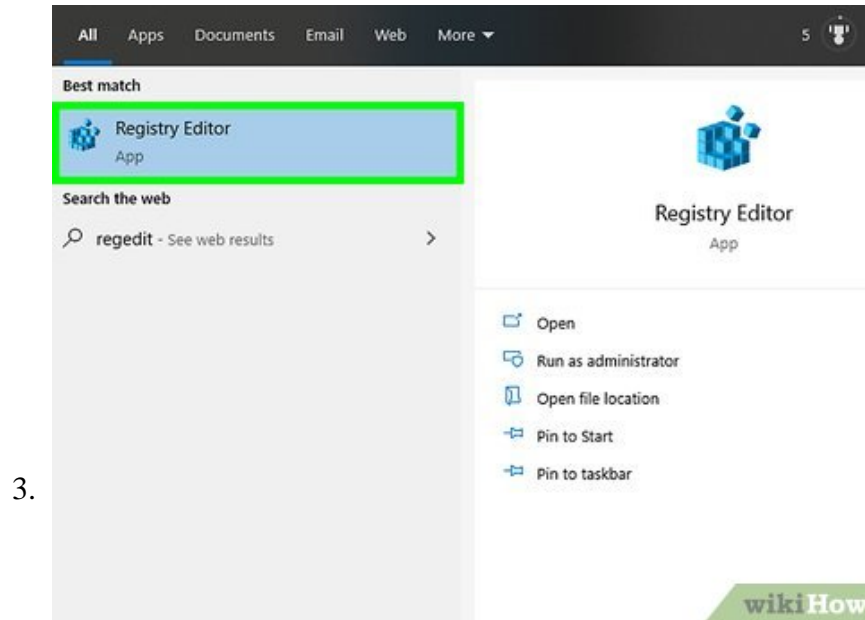 All Apps Documents Email Web More 5
Best match
Registry Editor
App
Search the web
regedit - See web results
Registry Editor
App
Open
Run as administrator
Open file location
Pin to Start
Pin to taskbar
3.
wikiHow